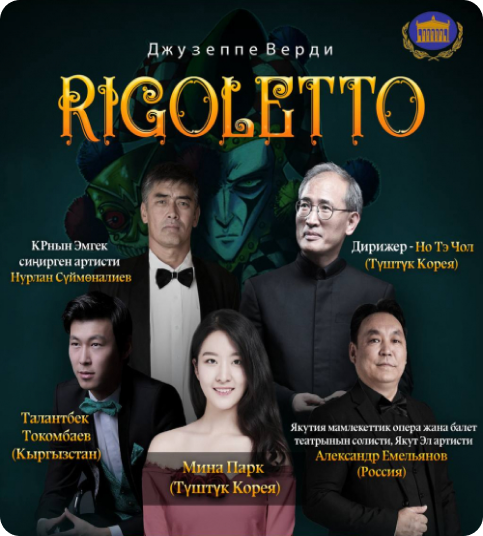 Джузеппе Верди
RIGOLETTO
КРнын Эмгек
сиңирген артисти
Нурлан Сүймөналиев
Дирижер - Но Тэ Чол
(Түштүк Корея)
Талантбек
Токомбаев
(Кыргызстан)
Мина Парк
(Түштүк Корея)
Якутия мамлекеттик опера жана балет
театрынын солисти, Якут Эл артисти
Александр Емельянов
(Россия)